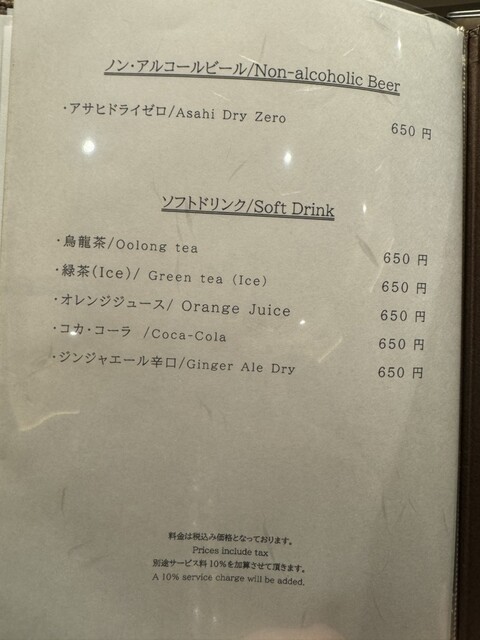 ノン・アルコールビール/Non-alcoholic Beer
・アサヒドライゼロ/Asahi Dry Zero 650 円
ソフトドリンク/Soft Drink
・烏龍茶/Oolong tea 650 円
・緑茶(Ice)/ Green tea (Ice) 650 円
・オレンジジュース/ Orange Juice 650 円
・コカ・コーラ /Coca-Cola 650 円
・ジンジャエール辛口/Ginger Ale Dry 650 円
料金は税込み価格となっております。
Prices include tax
別途サービス料 10%を加算させて頂きます。
A 10% service charge will be added.